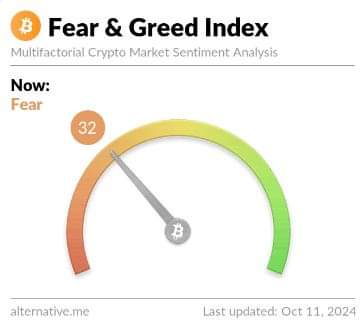 Fear & Greed Index
Multifactorial Crypto Market Sentiment Analysis
Now:
Fear
32
alternative.me
Last updated: Oct 11, 2024